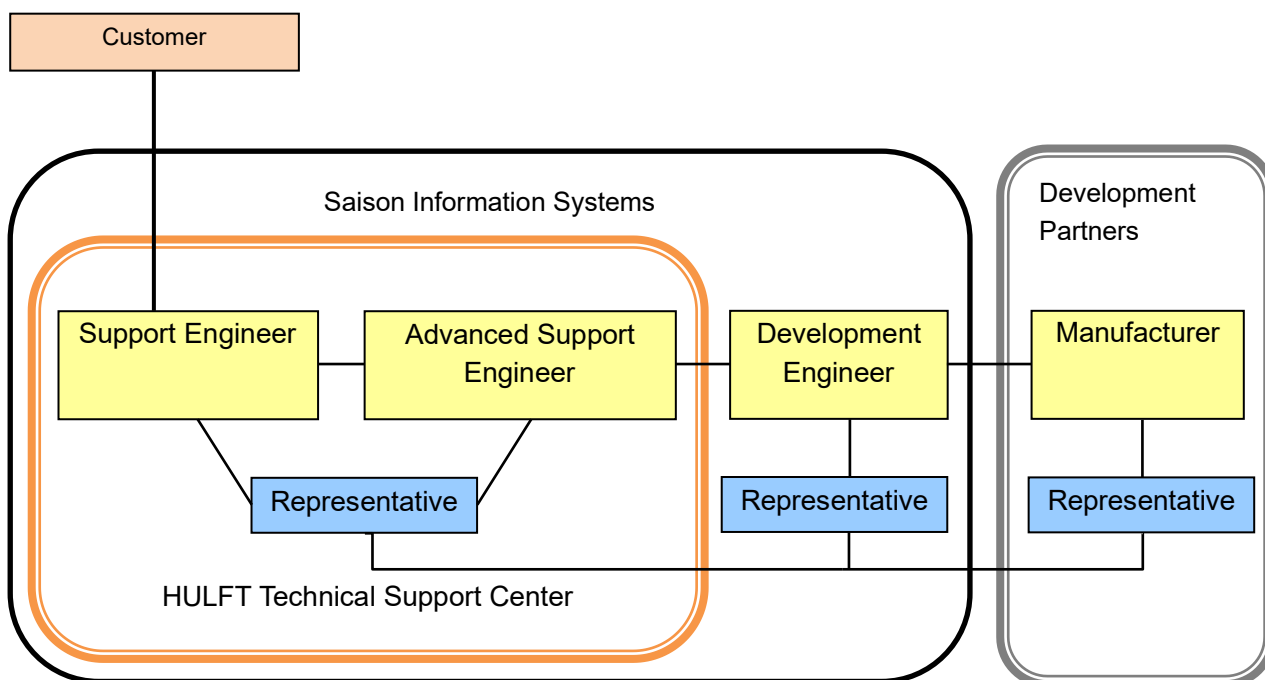 Customer
Saison Information Systems
Development
Partners
Support Engineer
Advanced Support
Engineer
Development
Engineer
Manufacturer
Representative
Representative
Representative
HULFT Technical Support Center